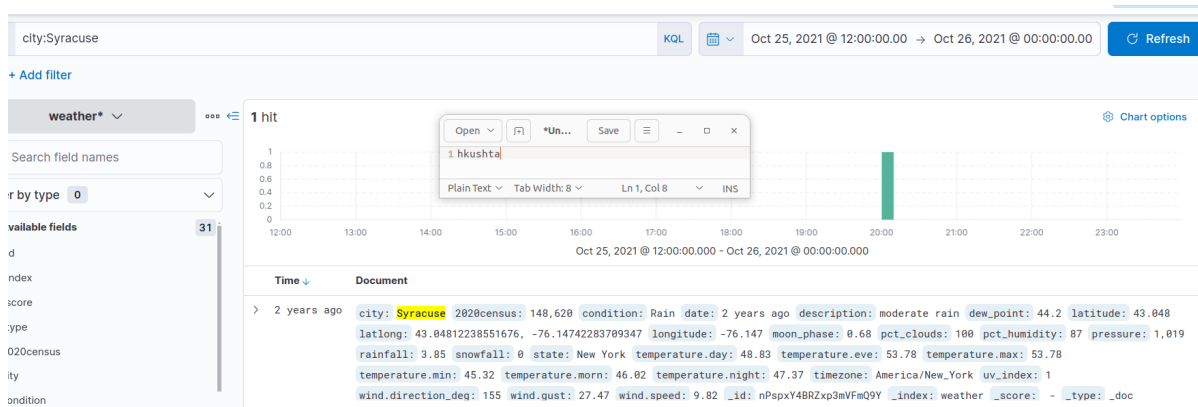 city:Syracuse KQL Oct 25, 2021 @ 12:00:00.00 → Oct 26, 2021 @ 00:00:00.00 Refresh
+ Add filter
weather*
1 hit
Chart options
Search field names
r by type 0
vailable fields 31
d
ndex
score
ype
020census
ity
ondition
Open *Un... Save
1 hkushta
Plain Text Tab Width: 8 Ln 1, Col 8 INS
1
0.8
0.6
0.4
0.2
0
12:00 13:00 14:00 15:00 16:00 17:00 18:00 19:00 20:00 21:00 22:00 23:00
Oct 25, 2021 @ 12:00:00.000 - Oct 26, 2021 @ 00:00:00.000
Time ↓ Document
2 years ago city: Syracuse 2020census: 148,620 condition: Rain date: 2 years ago description: moderate rain dew_point: 44.2 latitude: 43.048
latlong: 43.04812238551676, -76.14742283709347 longitude: -76.147 moon_phase: 0.68 pct_clouds: 100 pct_humidity: 87 pressure: 1,019
rainfall: 3.85 snowfall: 0 state: New York temperature.day: 48.83 temperature.eve: 53.78 temperature.max: 53.78
temperature.min: 45.32 temperature.morn: 46.02 temperature.night: 47.37 timezone: America/New_York uv_index: 1
wind.direction_deg: 155 wind.gust: 27.47 wind.speed: 9.82 _id: nPspxY4BRZxp3mVFmQ9Y _index: weather _score: - _type: _doc